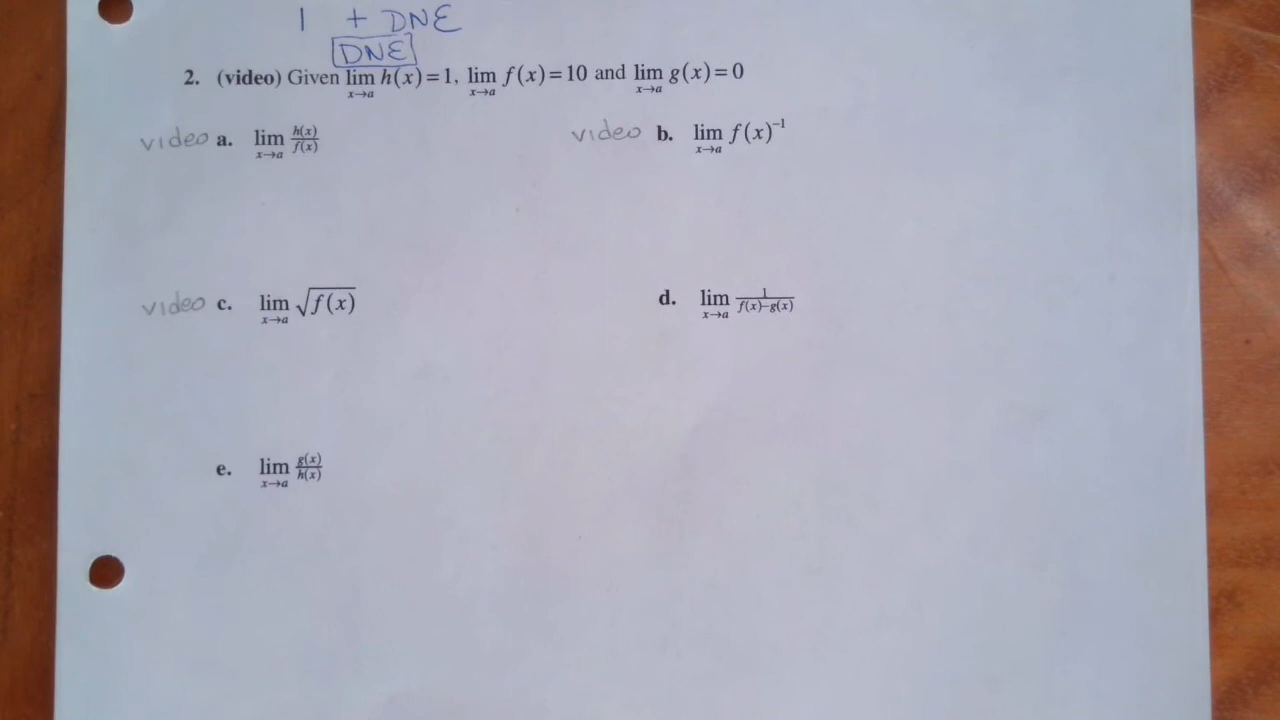 1 + DNE
DNE
2. (video) Given lim x→a h(x)=1, lim x→a f(x)=10 and lim x→a g(x)=0
video a. lim x→a h(x)/f(x)
video b. lim x→a f(x)⁻¹
video c. lim x→a √f(x)
d. lim x→a 1/f(x)−g(x)
e. lim x→a g(x)/h(x)